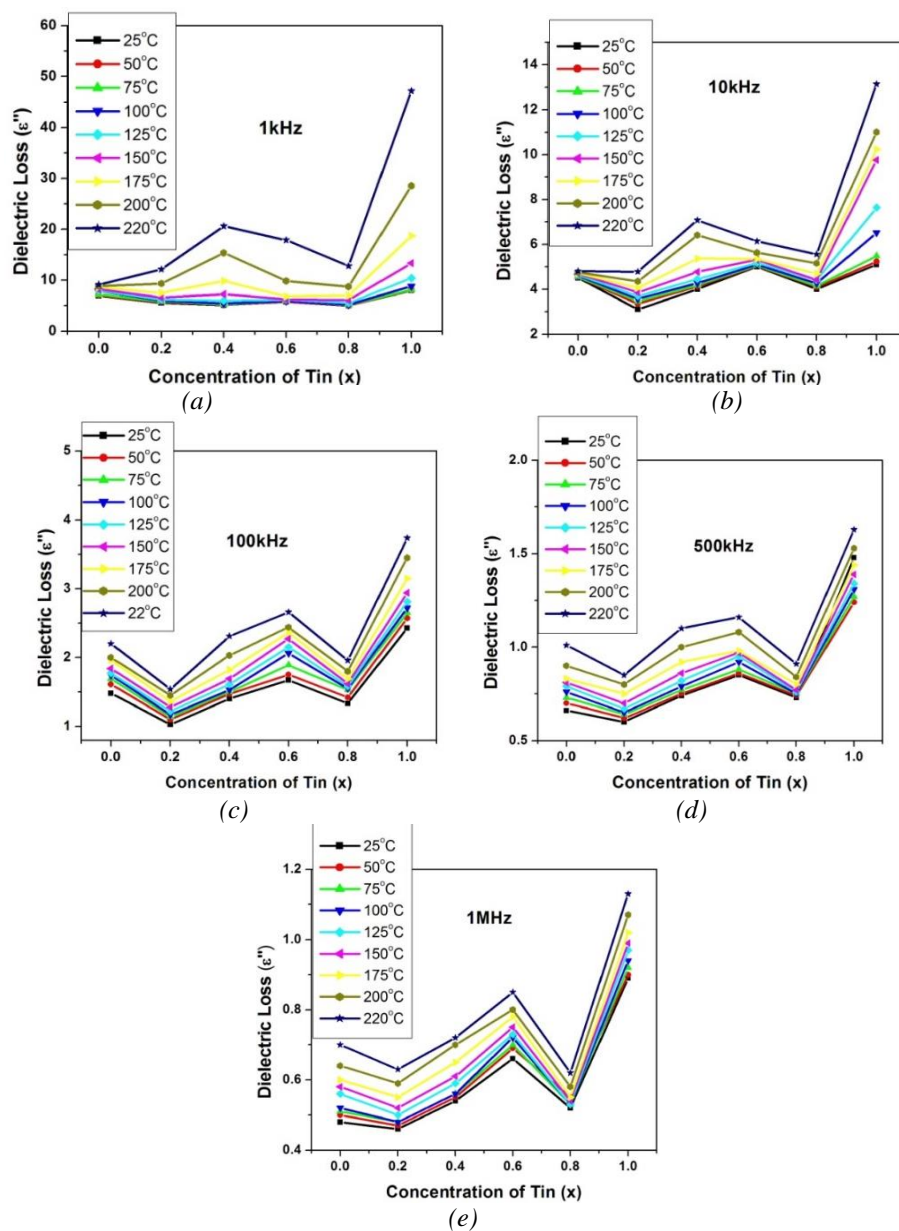 60
50
40
30
20
10
0
Dielectric Loss (ε")
25°C
50°C
75°C
100°C
125°C
150°C
175°C
200°C
220°C
1kHz
0.0 0.2 0.4 0.6 0.8 1.0
Concentration of Tin (x)
(a)
14
12
10
8
6
4
2
Dielectric Loss (ε")
25°C
50°C
75°C
100°C
125°C
150°C
175°C
200°C
220°C
10kHz
0.0 0.2 0.4 0.6 0.8 1.0
Concentration of Tin (x)
(b)
5
4
3
2
1
Dielectric Loss (ε")
25°C
50°C
75°C
100°C
125°C
150°C
175°C
200°C
22°C
100kHz
0.0 0.2 0.4 0.6 0.8 1.0
Concentration of Tin (x)
(c)
2.0
1.5
1.0
0.5
Dielectric Loss (ε")
25°C
50°C
75°C
100°C
125°C
150°C
175°C
200°C
220°C
500kHz
0.0 0.2 0.4 0.6 0.8 1.0
Concentration of Tin (x)
(d)
1.2
1.0
0.8
0.6
0.4
Dielectric Loss (ε")
25°C
50°C
75°C
100°C
125°C
150°C
175°C
200°C
220°C
1MHz
0.0 0.2 0.4 0.6 0.8 1.0
Concentration of Tin (x)
(e)